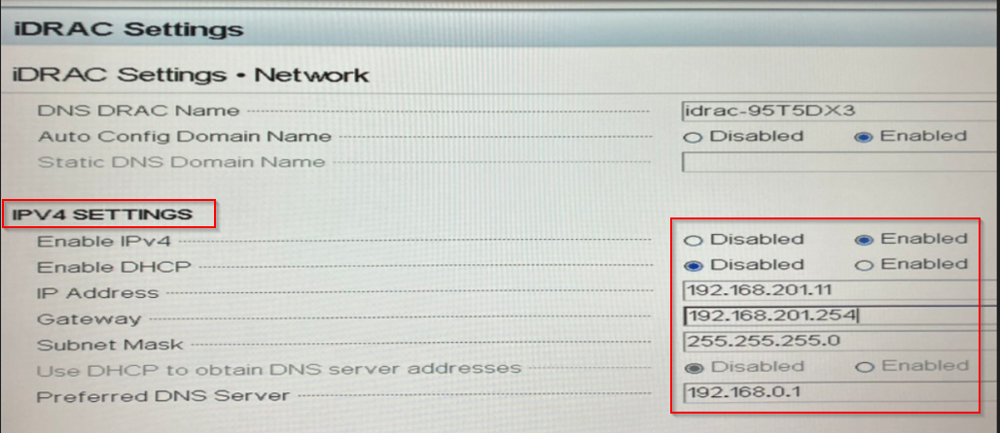 iDRAC Settings
iDRAC Settings • Network
DNS DRAC Name idrac-95T5DX3
Auto Config Domain Name Disabled Enabled
Static DNS Domain Name
IPV4 SETTINGS
Enable IPv4 Disabled Enabled
Enable DHCP Disabled Enabled
IP Address 192.168.201.11
Gateway 192.168.201.254
Subnet Mask 255.255.255.0
Use DHCP to obtain DNS server addresses Disabled Enabled
Preferred DNS Server 192.168.0.1